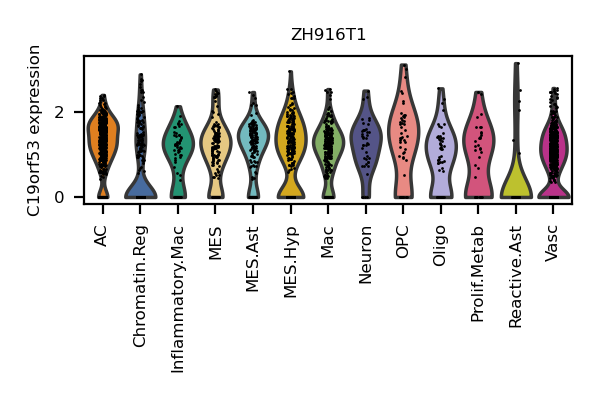 ZH916T1
C19orf53 expression
2
0
AC
Chromatin.Reg
Inflammatory.Mac
MES
MES.Ast
MES.Hyp
Mac
Neuron
OPC
Oligo
Prolif.Metab
Reactive.Ast
Vasc